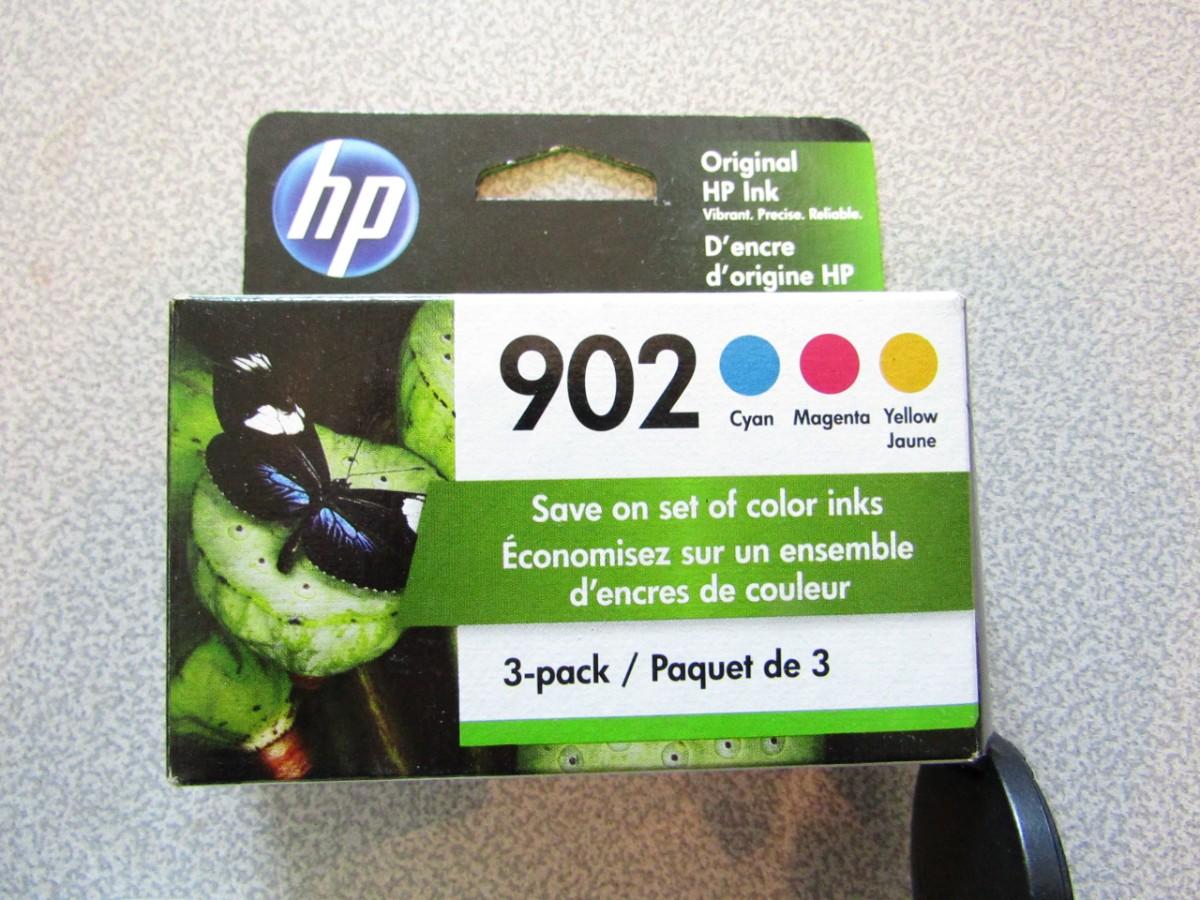 hp
Original
HP Ink
Vibrant. Precise. Reliable.
D'encre
d'origine HP
902
Cyan
Magenta
Yellow
Jaune
Save on set of color inks
Économisez sur un ensemble
d'encres de couleur
3-pack / Paquet de 3